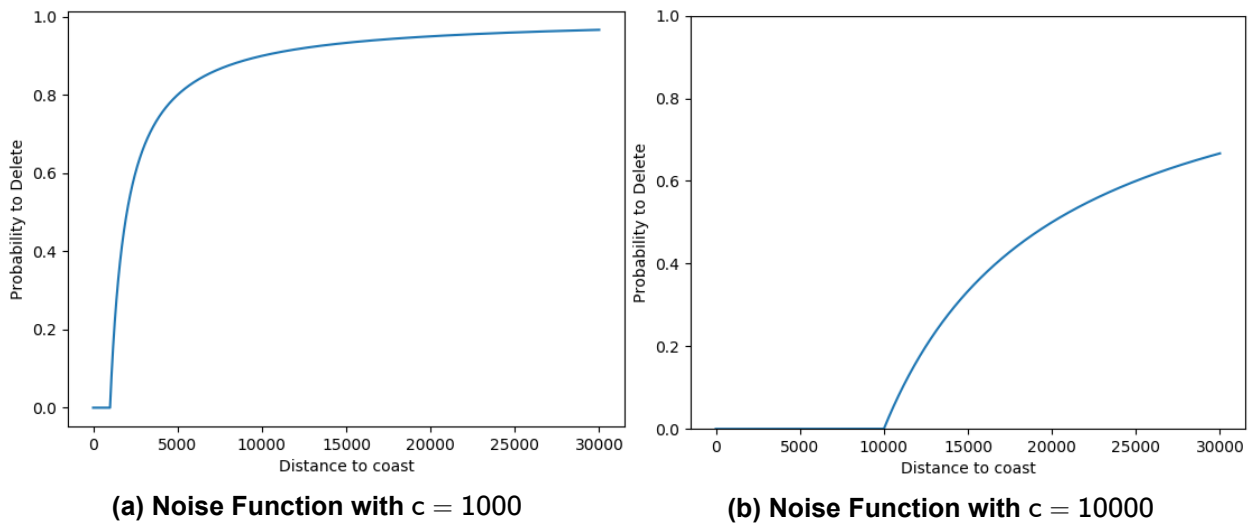 1.0
0.8
0.6
0.4
0.2
0.0
Probability to Delete
0 5000 10000 15000 20000 25000 30000
Distance to coast
(a) Noise Function with c = 1000
1.0
0.8
0.6
0.4
0.2
0.0
Probability to Delete
0 5000 10000 15000 20000 25000 30000
Distance to coast
(b) Noise Function with c = 10000